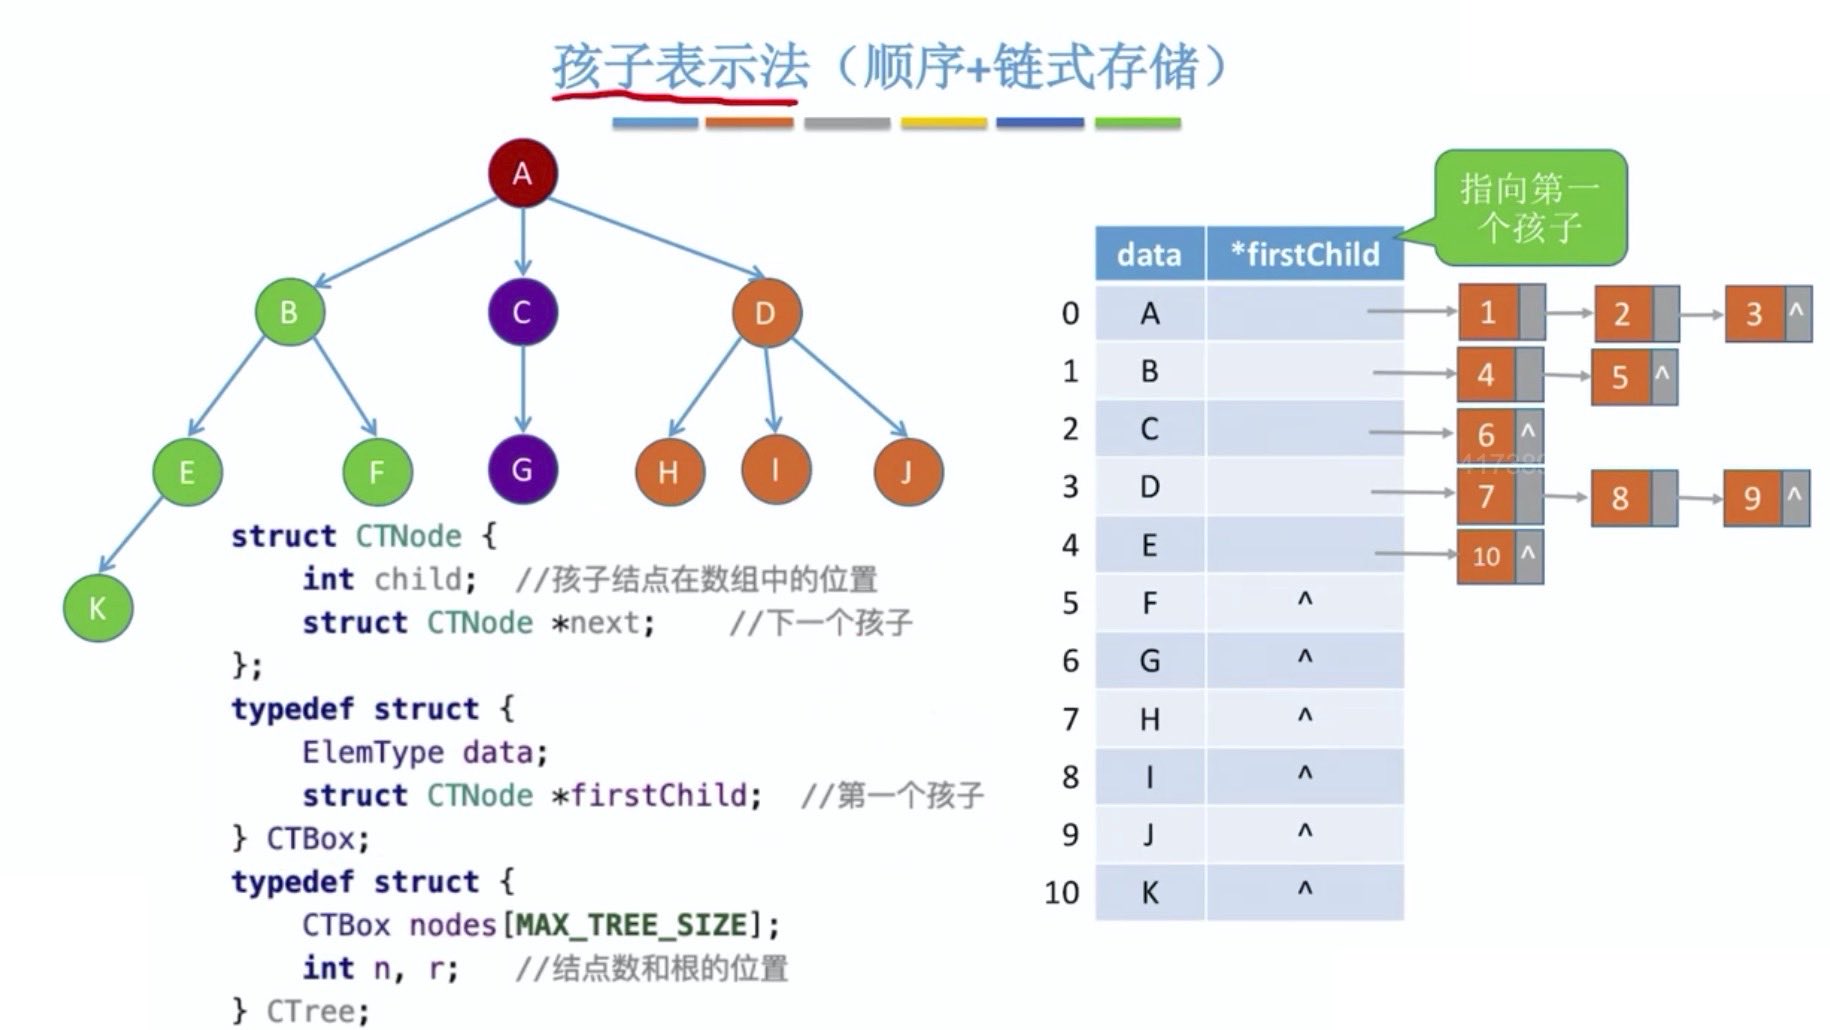 孩子表示法（顺序+链式存储）
A
B
C
D
E
F
G
H
I
J
K
struct CTNode {
int child; //孩子结点在数组中的位置
struct CTNode *next; //下一个孩子
};
typedef struct {
ElemType data;
struct CTNode *firstChild; //第一个孩子
} CTBox;
typedef struct {
CTBox nodes[MAX_TREE_SIZE];
int n, r; //结点数和根的位置
} CTree;
指向第一
个孩子
data *firstChild
0 A 1 2 3 ^
1 B 4 5 ^
2 C 6 ^
3 D 7 8 9 ^
4 E 10 ^
5 F ^
6 G ^
7 H ^
8 I ^
9 J ^
10 K ^